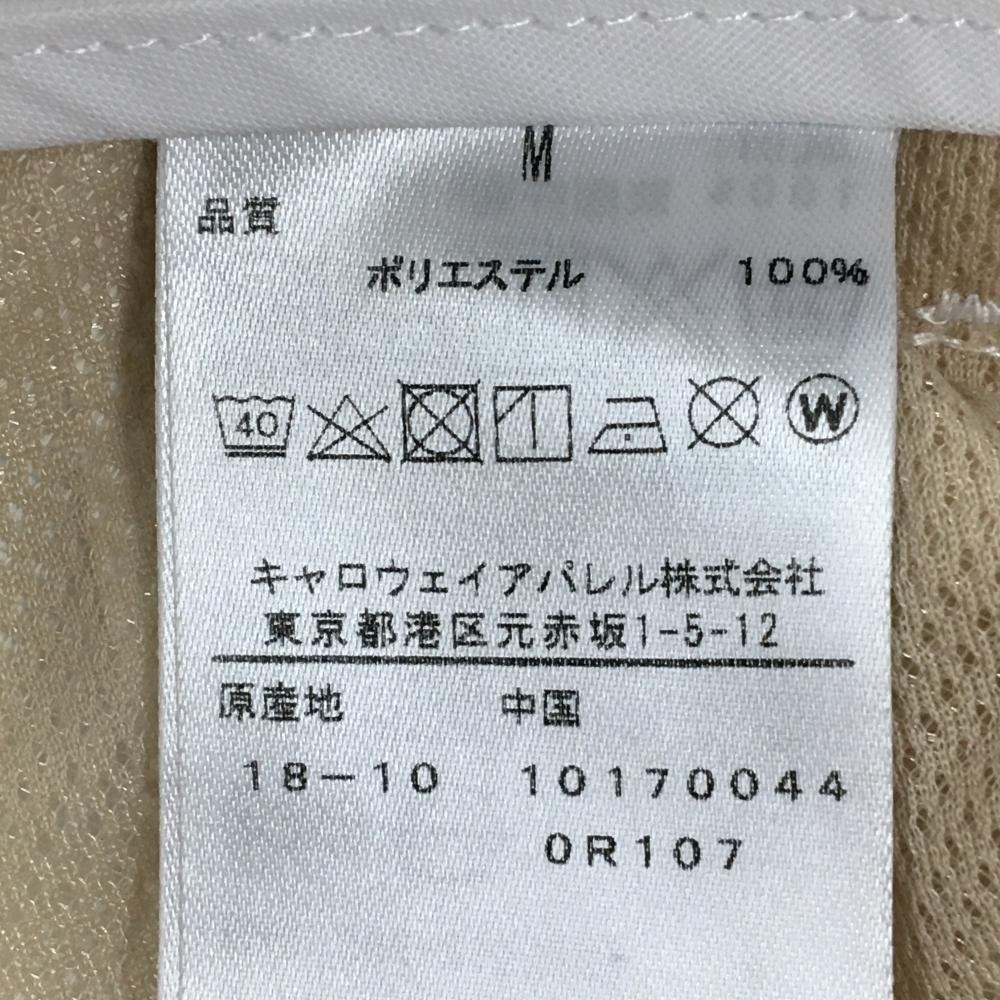 M
品質
ポリエステル 100%
40
W
キャロウェイアパレル株式会社
東京都港区元赤坂1-5-12
原産地 中国
18-10 10170044
0R107